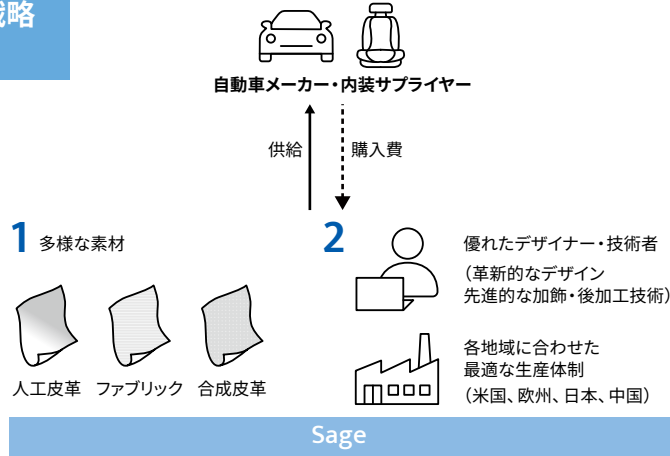 略
自動車メーカー・内装サプライヤー
供給
購入費
1 多様な素材
人工皮革 ファブリック 合成皮革
2
優れたデザイナー・技術者
（革新的なデザイン
先進的な加飾・後加工技術）
各地域に合わせた
最適な生産体制
（米国、欧州、日本、中国）
Sage